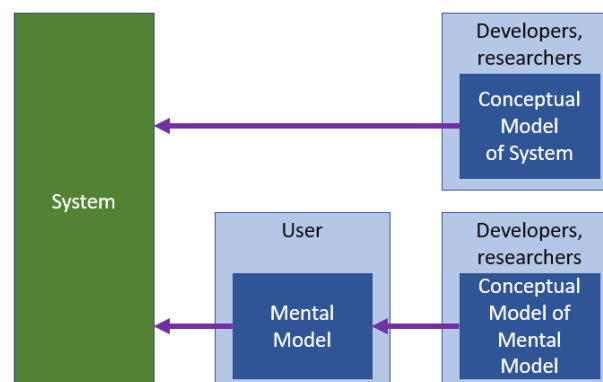 Developers,
researchers
Conceptual
Model
of System
System
User
Mental
Model
Developers,
researchers
Conceptual
Model of
Mental
Model